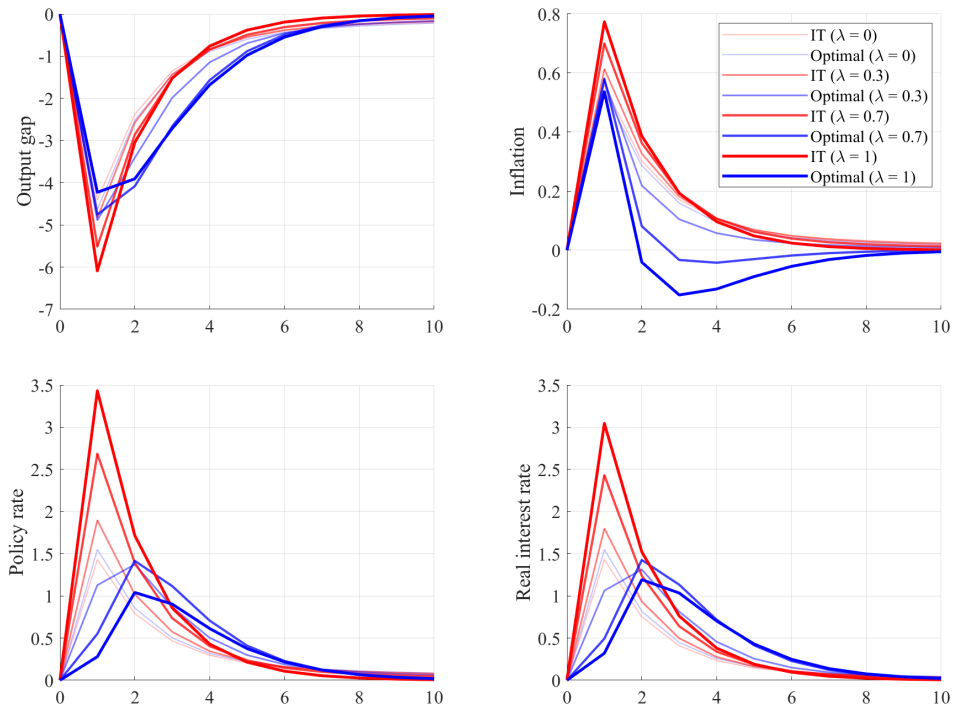 0
-1
-2
-3
-4
-5
-6
-7
Output gap
0 2 4 6 8 10
0.8
0.6
0.4
0.2
0
-0.2
Inflation
IT (λ = 0)
Optimal (λ = 0)
IT (λ = 0.3)
Optimal (λ = 0.3)
IT (λ = 0.7)
Optimal (λ = 0.7)
IT (λ = 1)
Optimal (λ = 1)
0 2 4 6 8 10
3.5
3
2.5
2
1.5
1
0.5
0
Policy rate
0 2 4 6 8 10
3.5
3
2.5
2
1.5
1
0.5
0
Real interest rate
0 2 4 6 8 10